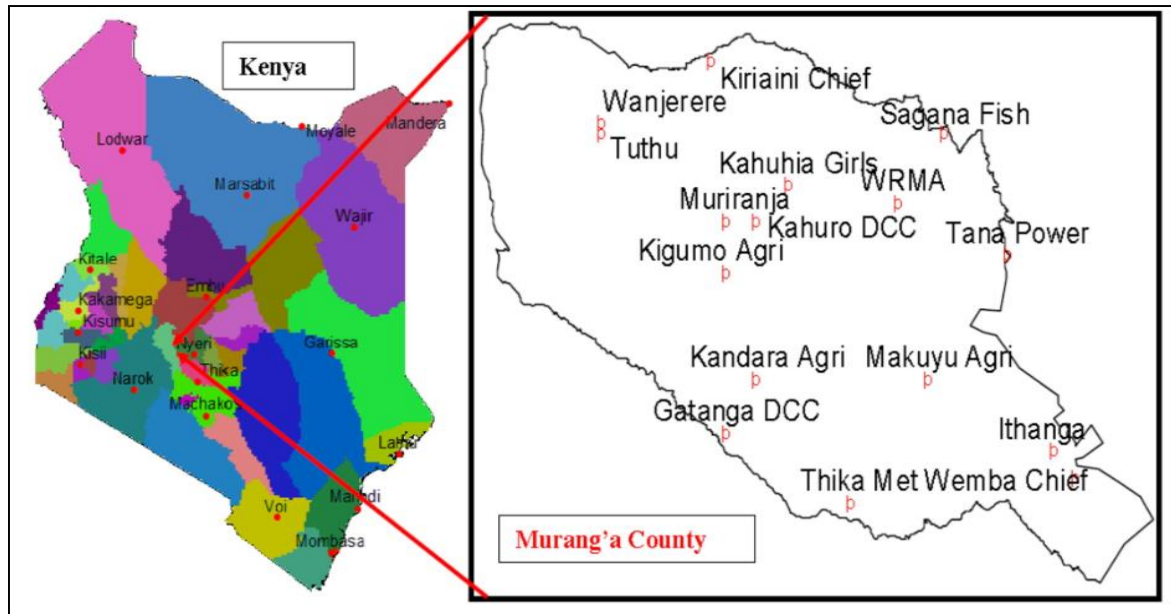 Kenya
Mandera
Moyale
Lodwar
Marsabit
Wajir
Kitale
Embu
Kakamega
Kisumu
Nyeri
Garissa
Kisii
Thika
Narok
Machakos
Lamu
Malindi
Voi
Mombasa
Kiriaini Chief
Wanjerere
Sagana Fish
Tuthu
Kahuhia Girls
WRMA
Muriranja
Kahuro DCC
Tana Power
Kigumo Agri
Kandara Agri
Makuyu Agri
Gatanga DCC
Ithanga
Thika Met
Wemba Chief
Murang'a County